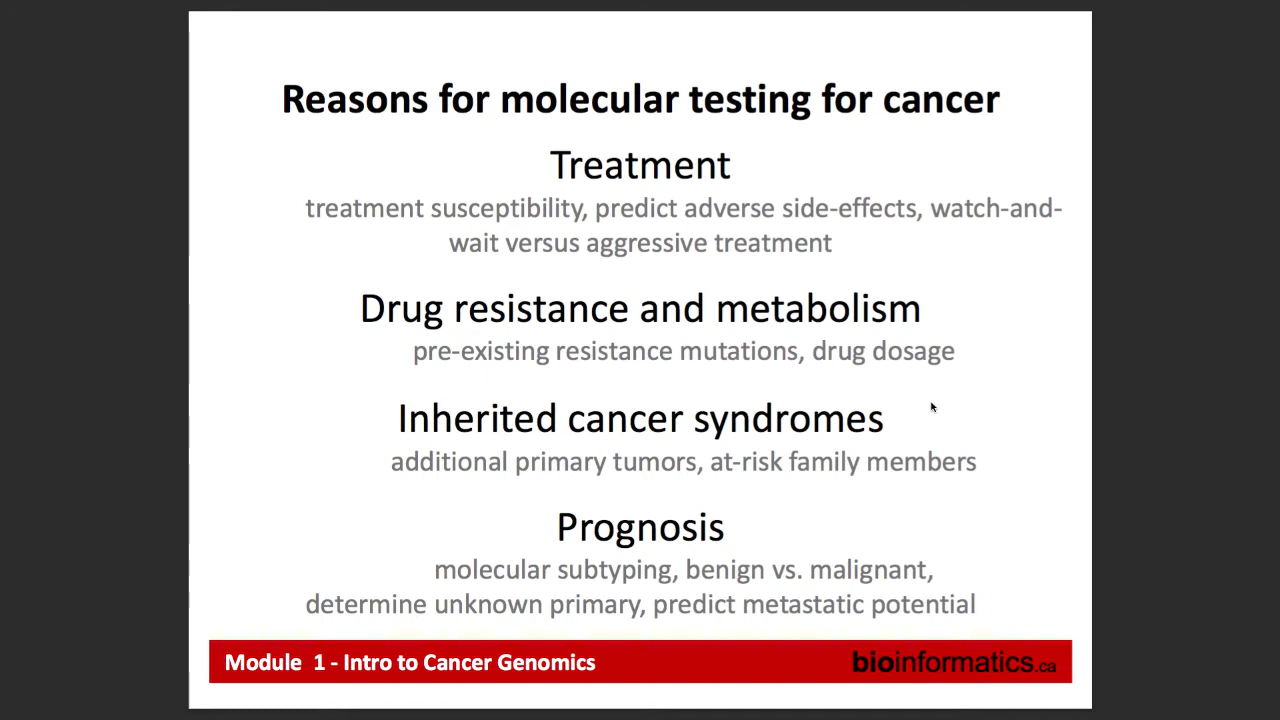 Reasons for molecular testing for cancer
Treatment
treatment susceptibility, predict adverse side-effects, watch-and-
wait versus aggressive treatment
Drug resistance and metabolism
pre-existing resistance mutations, drug dosage
Inherited cancer syndromes
additional primary tumors, at-risk family members
Prognosis
molecular subtyping, benign vs. malignant,
determine unknown primary, predict metastatic potential
Module 1 - Intro to Cancer Genomics
bioinformatics.ca